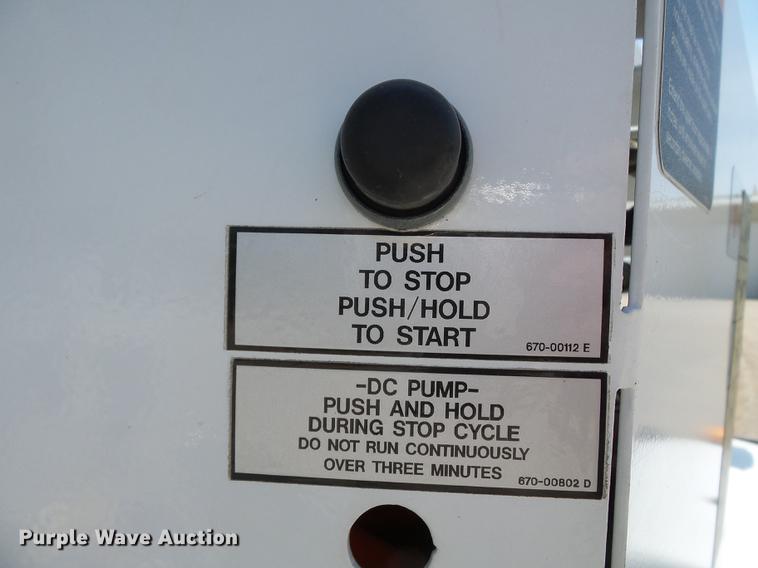 PUSH
TO STOP
PUSH/HOLD
TO START
670-00112 E
-DC PUMP-
PUSH AND HOLD
DURING STOP CYCLE
DO NOT RUN CONTINUOUSLY
OVER THREE MINUTES
670-00802 D
Purple Wave Auction